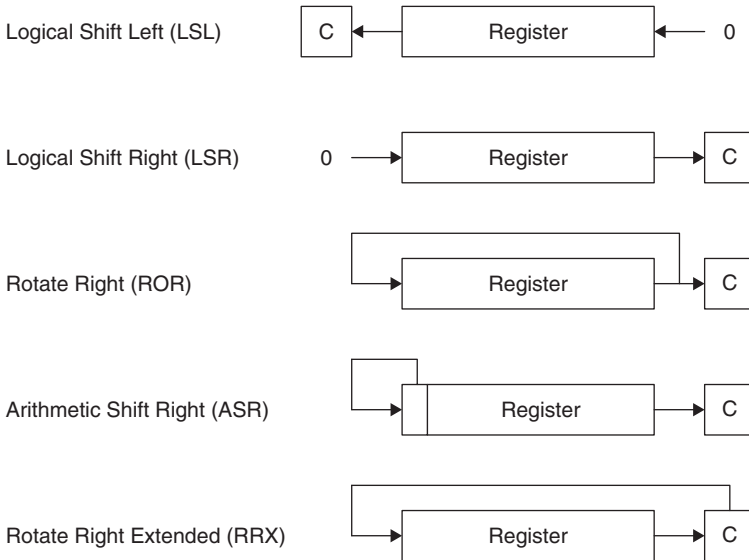 Logical Shift Left (LSL) C Register 0
Logical Shift Right (LSR) 0 Register C
Rotate Right (ROR) Register C
Arithmetic Shift Right (ASR) Register C
Rotate Right Extended (RRX) Register C